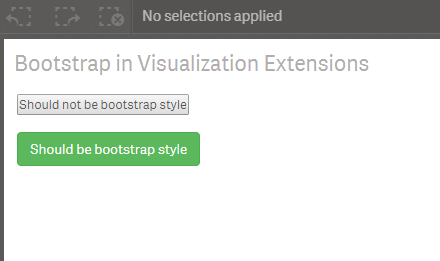 No selections applied
Bootstrap in Visualization Extensions
Should not be bootstrap style
Should be bootstrap style